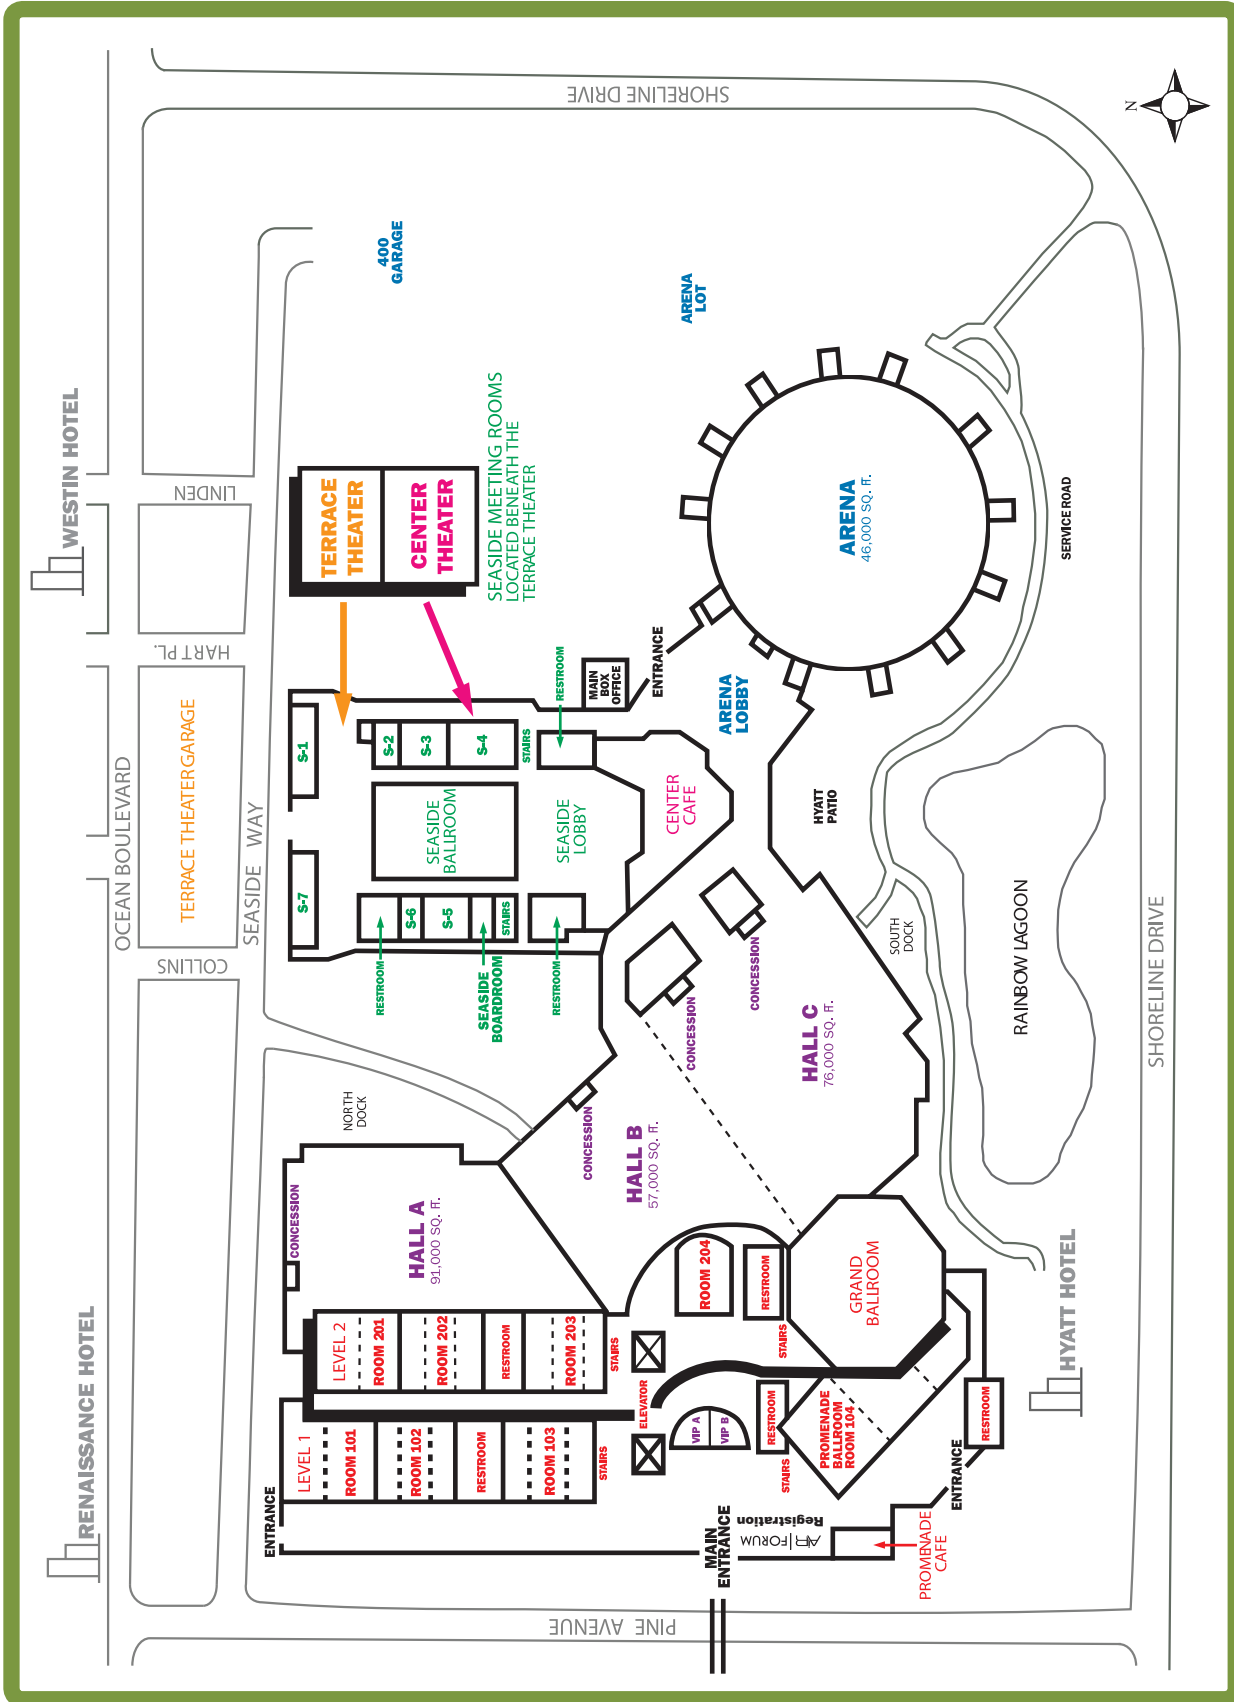 SHORELINE DRIVE
N
400
GARAGE
ARENA
LOT
WESTIN HOTEL
LINDEN
HART PL.
TERRACE
THEATER
CENTER
THEATER
SEASIDE MEETING ROOMS
LOCATED BENEATH THE
TERRACE THEATER
ARENA
46,000 SQ. FT.
SERVICE ROAD
RESTROOM
MAIN
BOX
OFFICE
ENTRANCE
ARENA
LOBBY
OCEAN BOULEVARD
TERRACE THEATER GARAGE
SEASIDE WAY
COLLINS
S-1
S-2
S-3
S-4
STAIRS
SEASIDE
BALLROOM
SEASIDE
LOBBY
CENTER
CAFE
HYATT
PATIO
S-7
S-6
S-5
STAIRS
RESTROOM
SEASIDE
BOARDROOM
RESTROOM
CONCESSION
CONCESSION
SOUTH
DOCK
RAINBOW LAGOON
SHORELINE DRIVE
NORTH
DOCK
CONCESSION
HALL C
76,000 SQ. FT.
HALL B
57,000 SQ. FT.
CONCESSION
HALL A
91,000 SQ. FT.
ROOM 204
RESTROOM
GRAND
BALLROOM
HYATT HOTEL
RENAISSANCE HOTEL
LEVEL 2
ROOM 201
ROOM 202
RESTROOM
ROOM 203
STAIRS
STAIRS
ELEVATOR
LEVEL 1
ROOM 101
ROOM 102
RESTROOM
ROOM 103
STAIRS
VIP A
VIP B
RESTROOM
STAIRS
PROMENADE
BALLROOM
ROOM 104
RESTROOM
ENTRANCE
ENTRANCE
MAIN
ENTRANCE
AR|FORUM
Registration
PROMENADE
CAFE
PINE AVENUE